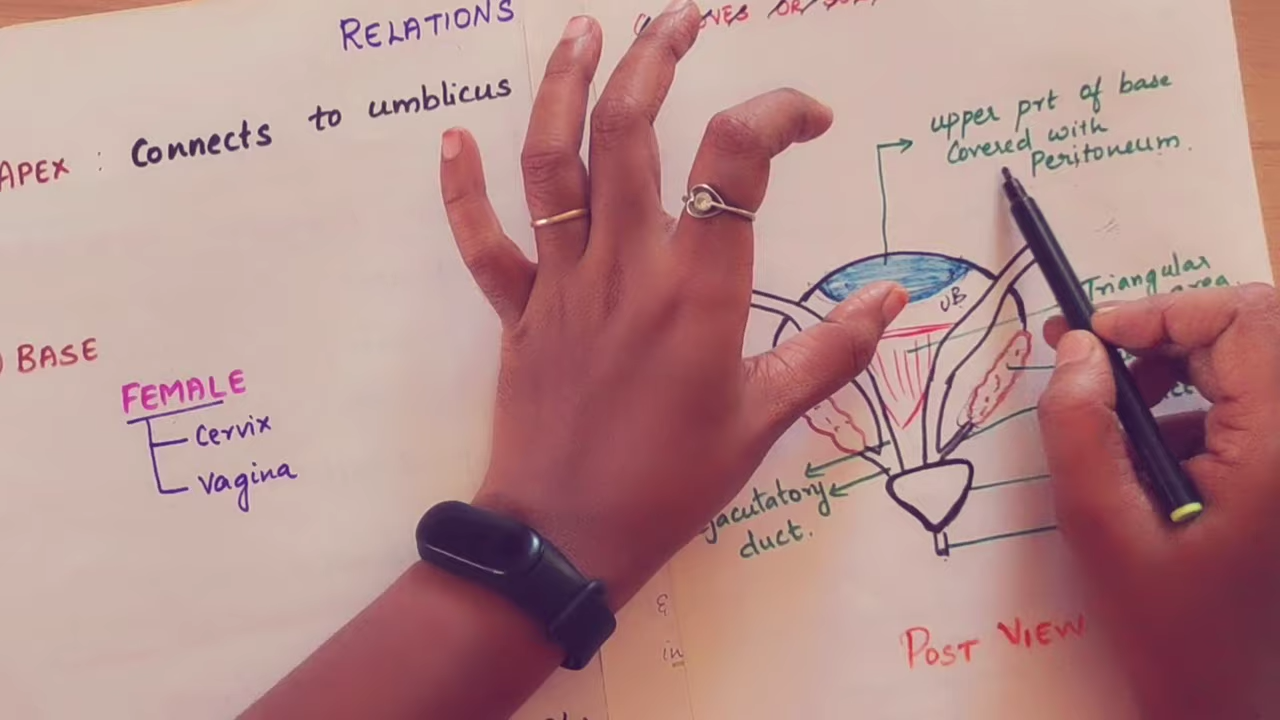 RELATIONS
APEX : Connects to umblicus
BASE
FEMALE
Cervix
Vagina
upper prt of base
Covered with
Peritoneum.
Triangular
UB
duct.
&
in
POST VIEW